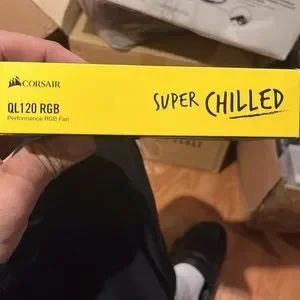 CORSAIR
QL120 RGB
Performance RGB Fan
SUPER CHILLED